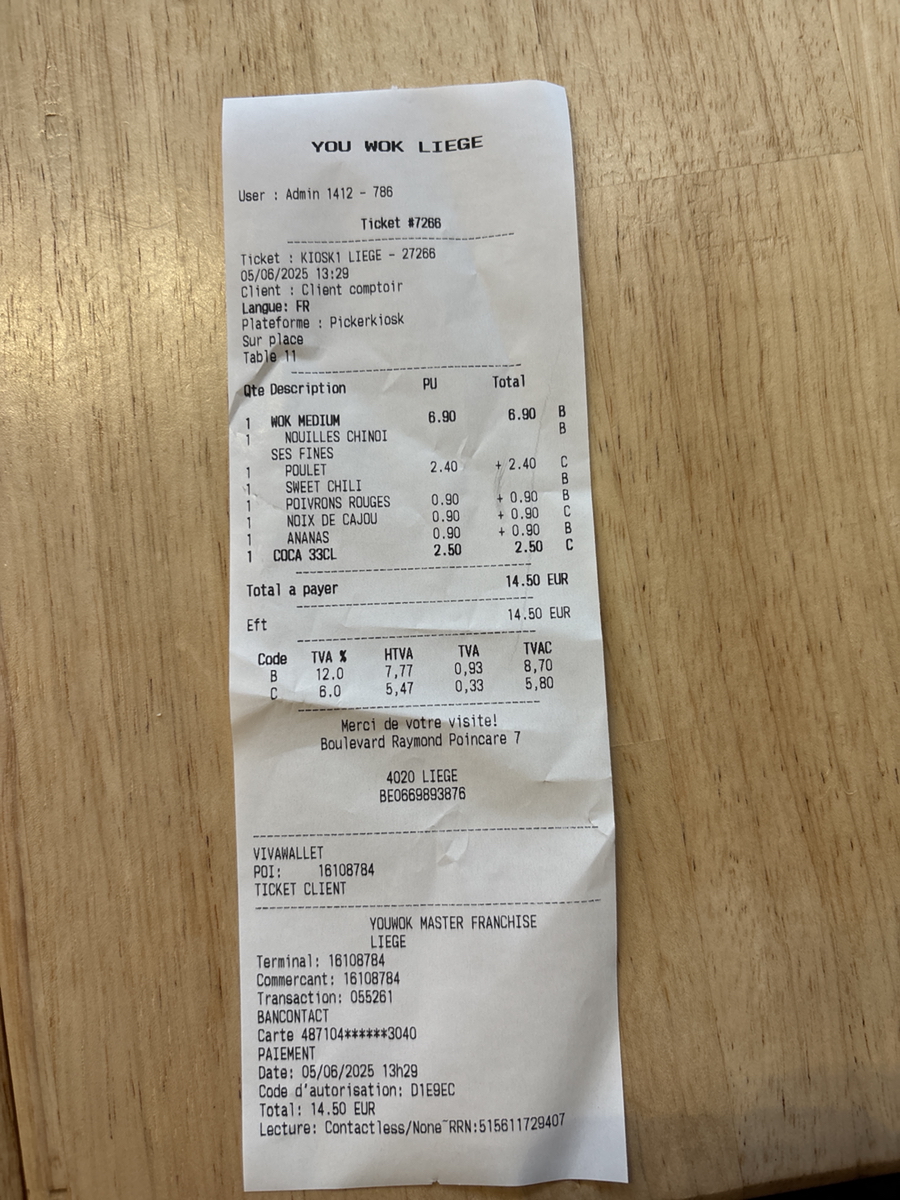 YOU WOK LIEGE
User : Admin 1412 - 786
Ticket #7266
Ticket : KIOSK1 LIEGE - 27266
05/06/2025 13:29
Client : Client comptoir
Langue: FR
Plateforme : Pickerkiosk
Sur place
Table 11
Qte Description PU Total
1 WOK MEDIUM 6.90 6.90 B
1 NOUILLES CHINOI B
SES FINES
1 POULET 2.40 + 2.40 C
1 SWEET CHILI B
1 POIVRONS ROUGES 0.90 + 0.90 B
1 NOIX DE CAJOU 0.90 + 0.90 C
1 ANANAS 0.90 + 0.90 B
1 COCA 33CL 2.50 2.50 C
Total a payer 14.50 EUR
Eft 14.50 EUR
Code TVA % HTVA TVA TVAC
B 12.0 7,77 0,93 8,70
C 6.0 5,47 0,33 5,80
Merci de votre visite!
Boulevard Raymond Poincare 7
4020 LIEGE
BE0669893876
VIVAWALLET
POI: 16108784
TICKET CLIENT
YOUWOK MASTER FRANCHISE
LIEGE
Terminal: 16108784
Commercant: 16108784
Transaction: 055261
BANCONTACT
Carte 487104******3040
PAIEMENT
Date: 05/06/2025 13h29
Code d'autorisation: D1E9EC
Total: 14.50 EUR
Lecture: Contactless/None~RRN:515611729407